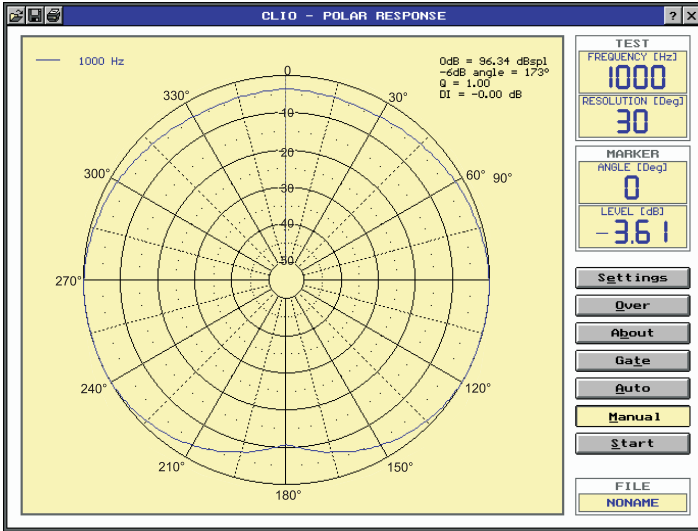 CLIO - POLAR RESPONSE
? X
1000 Hz
0dB = 96.34 dBspl
-6dB angle = 173°
Q = 1.00
DI = -0.00 dB
0
330°
30°
-10
-20
300°
60°
90°
-30
-40
-50
270°
240°
120°
210°
150°
180°
TEST
FREQUENCY [Hz]
1000
RESOLUTION [Deg]
30
MARKER
ANGLE [Deg]
0
LEVEL [dB]
-3.61
Settings
Over
About
Gate
Auto
Manual
Start
FILE
NONAME